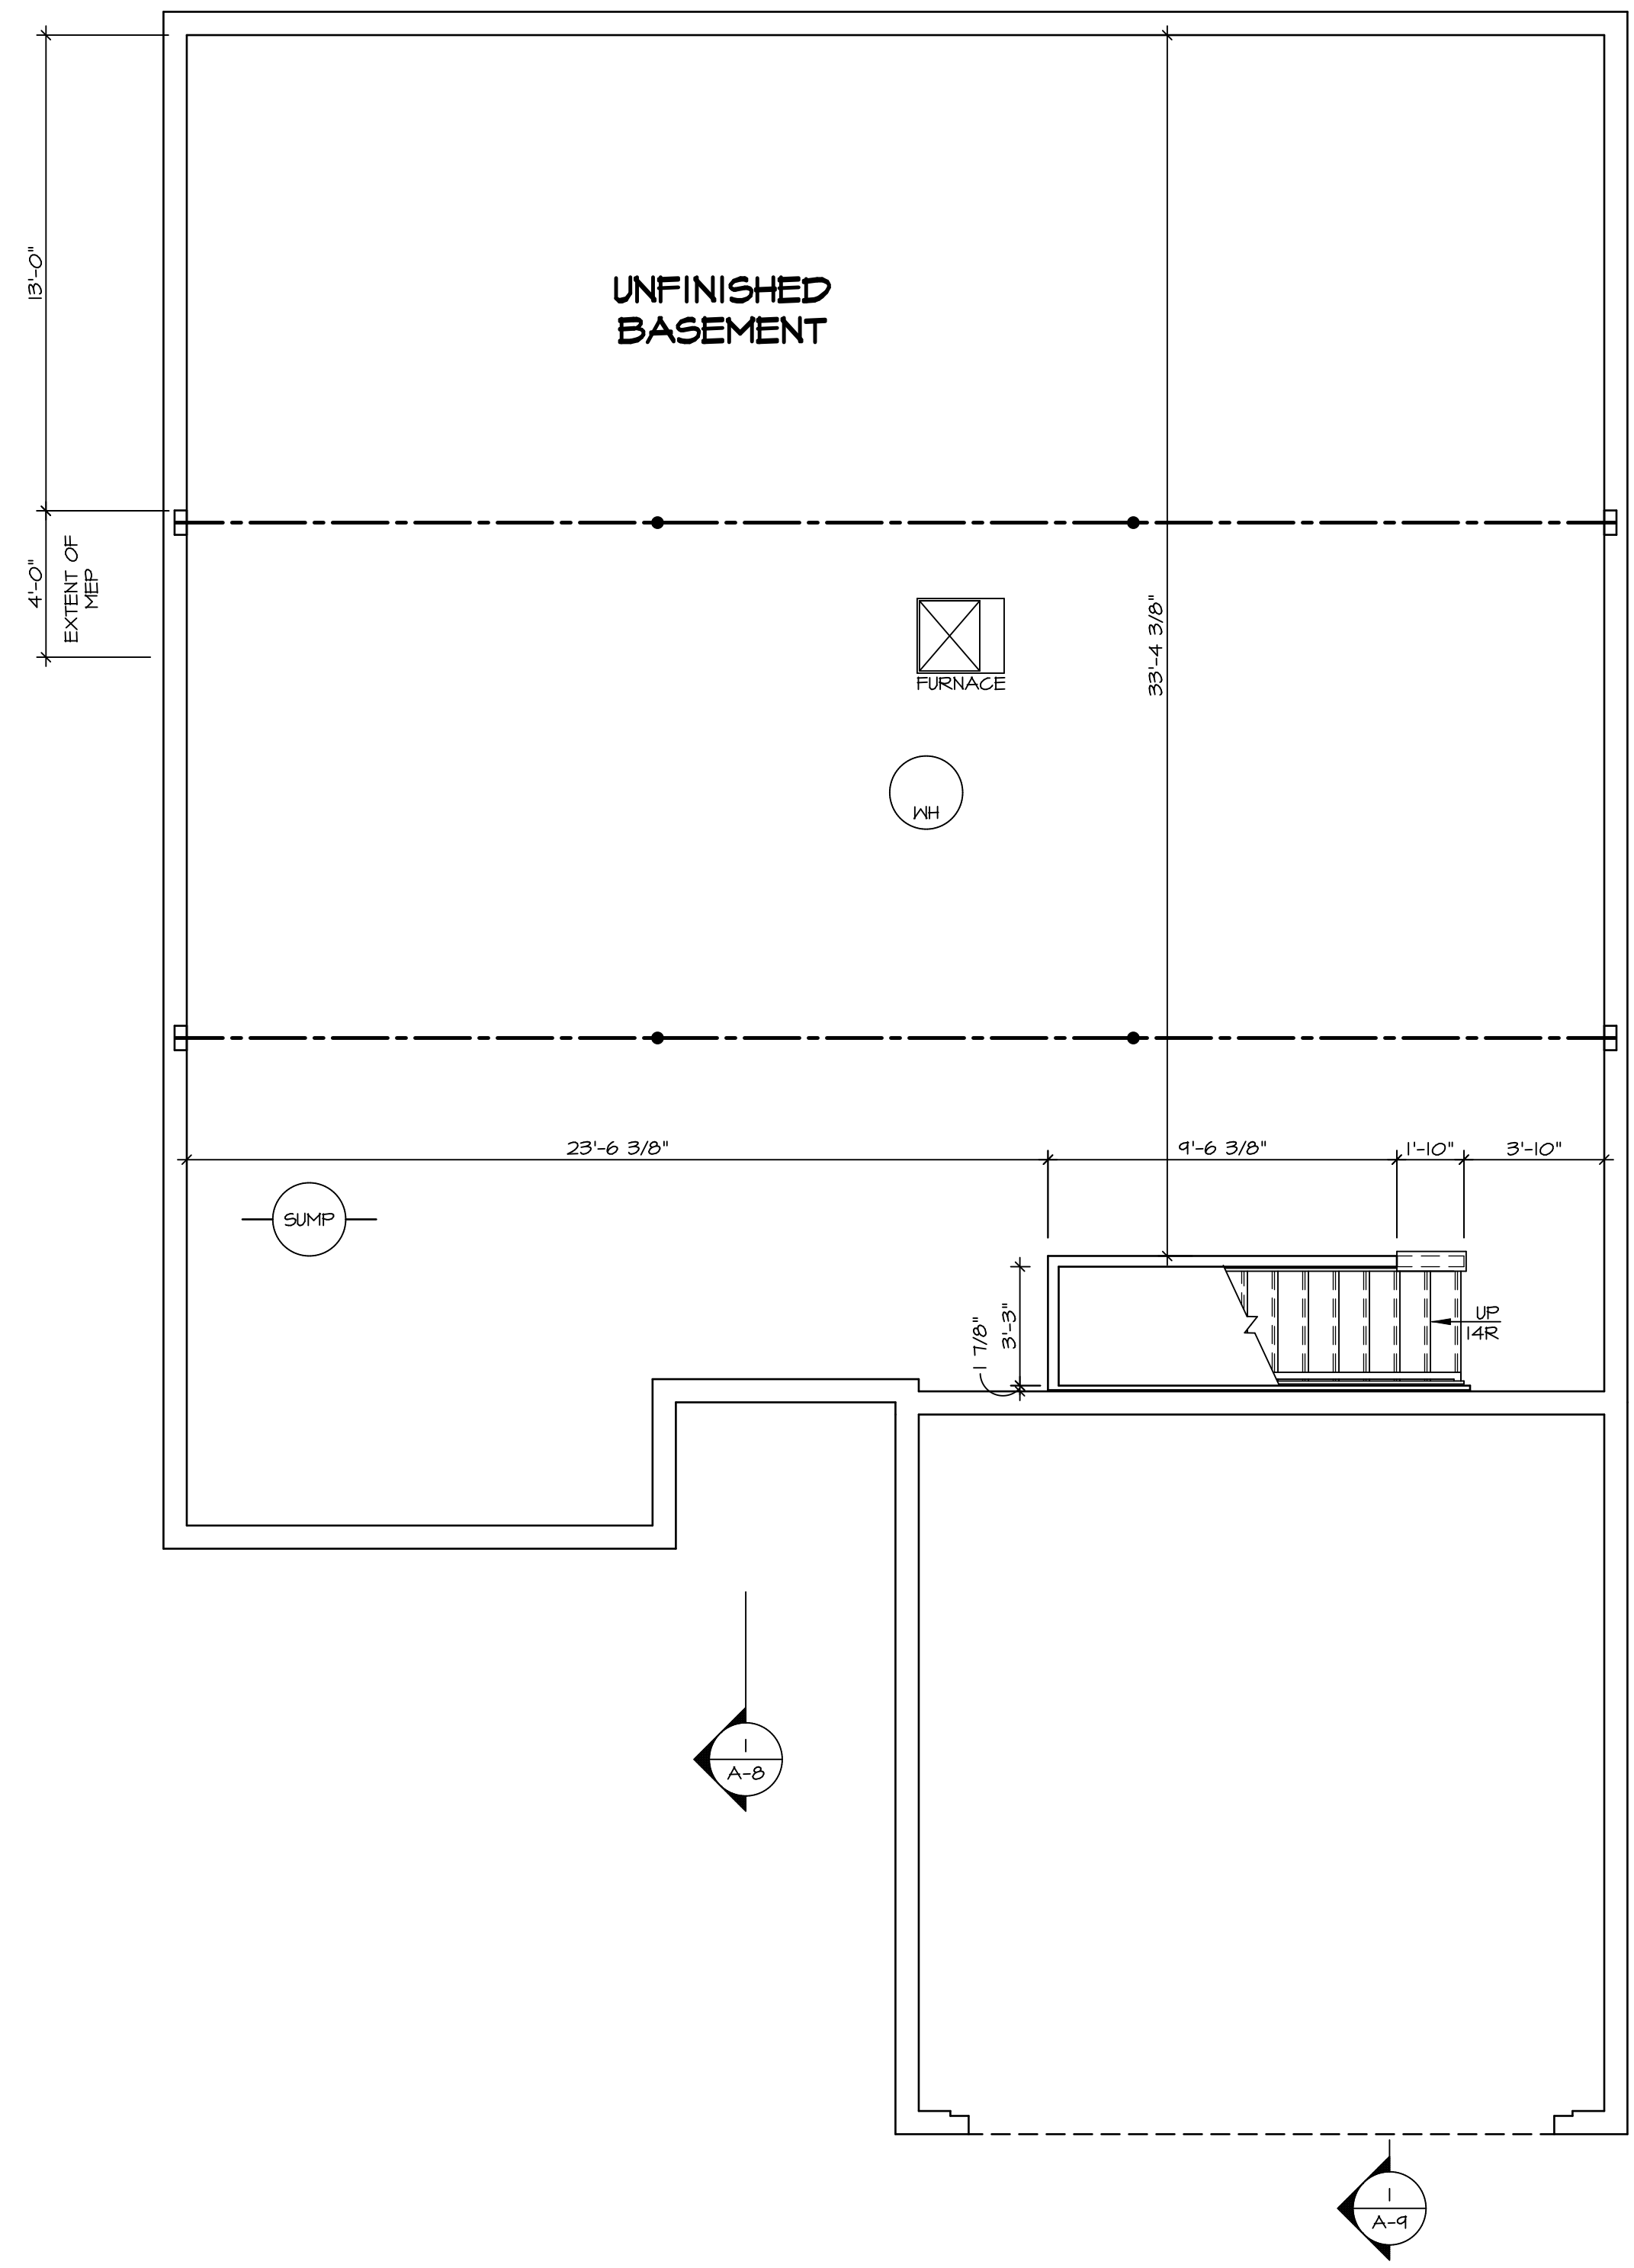 UNFINISHED
BASEMENT
13'-0"
4'-0"
EXTENT OF
MEP
33'-4 3/8"
FURNACE
WH
23'-6 3/8"
9'-6 3/8"
1'-10"
3'-10"
SUMP
1 7/8"
3'-3"
UP
14R
1
A-8
1
A-9